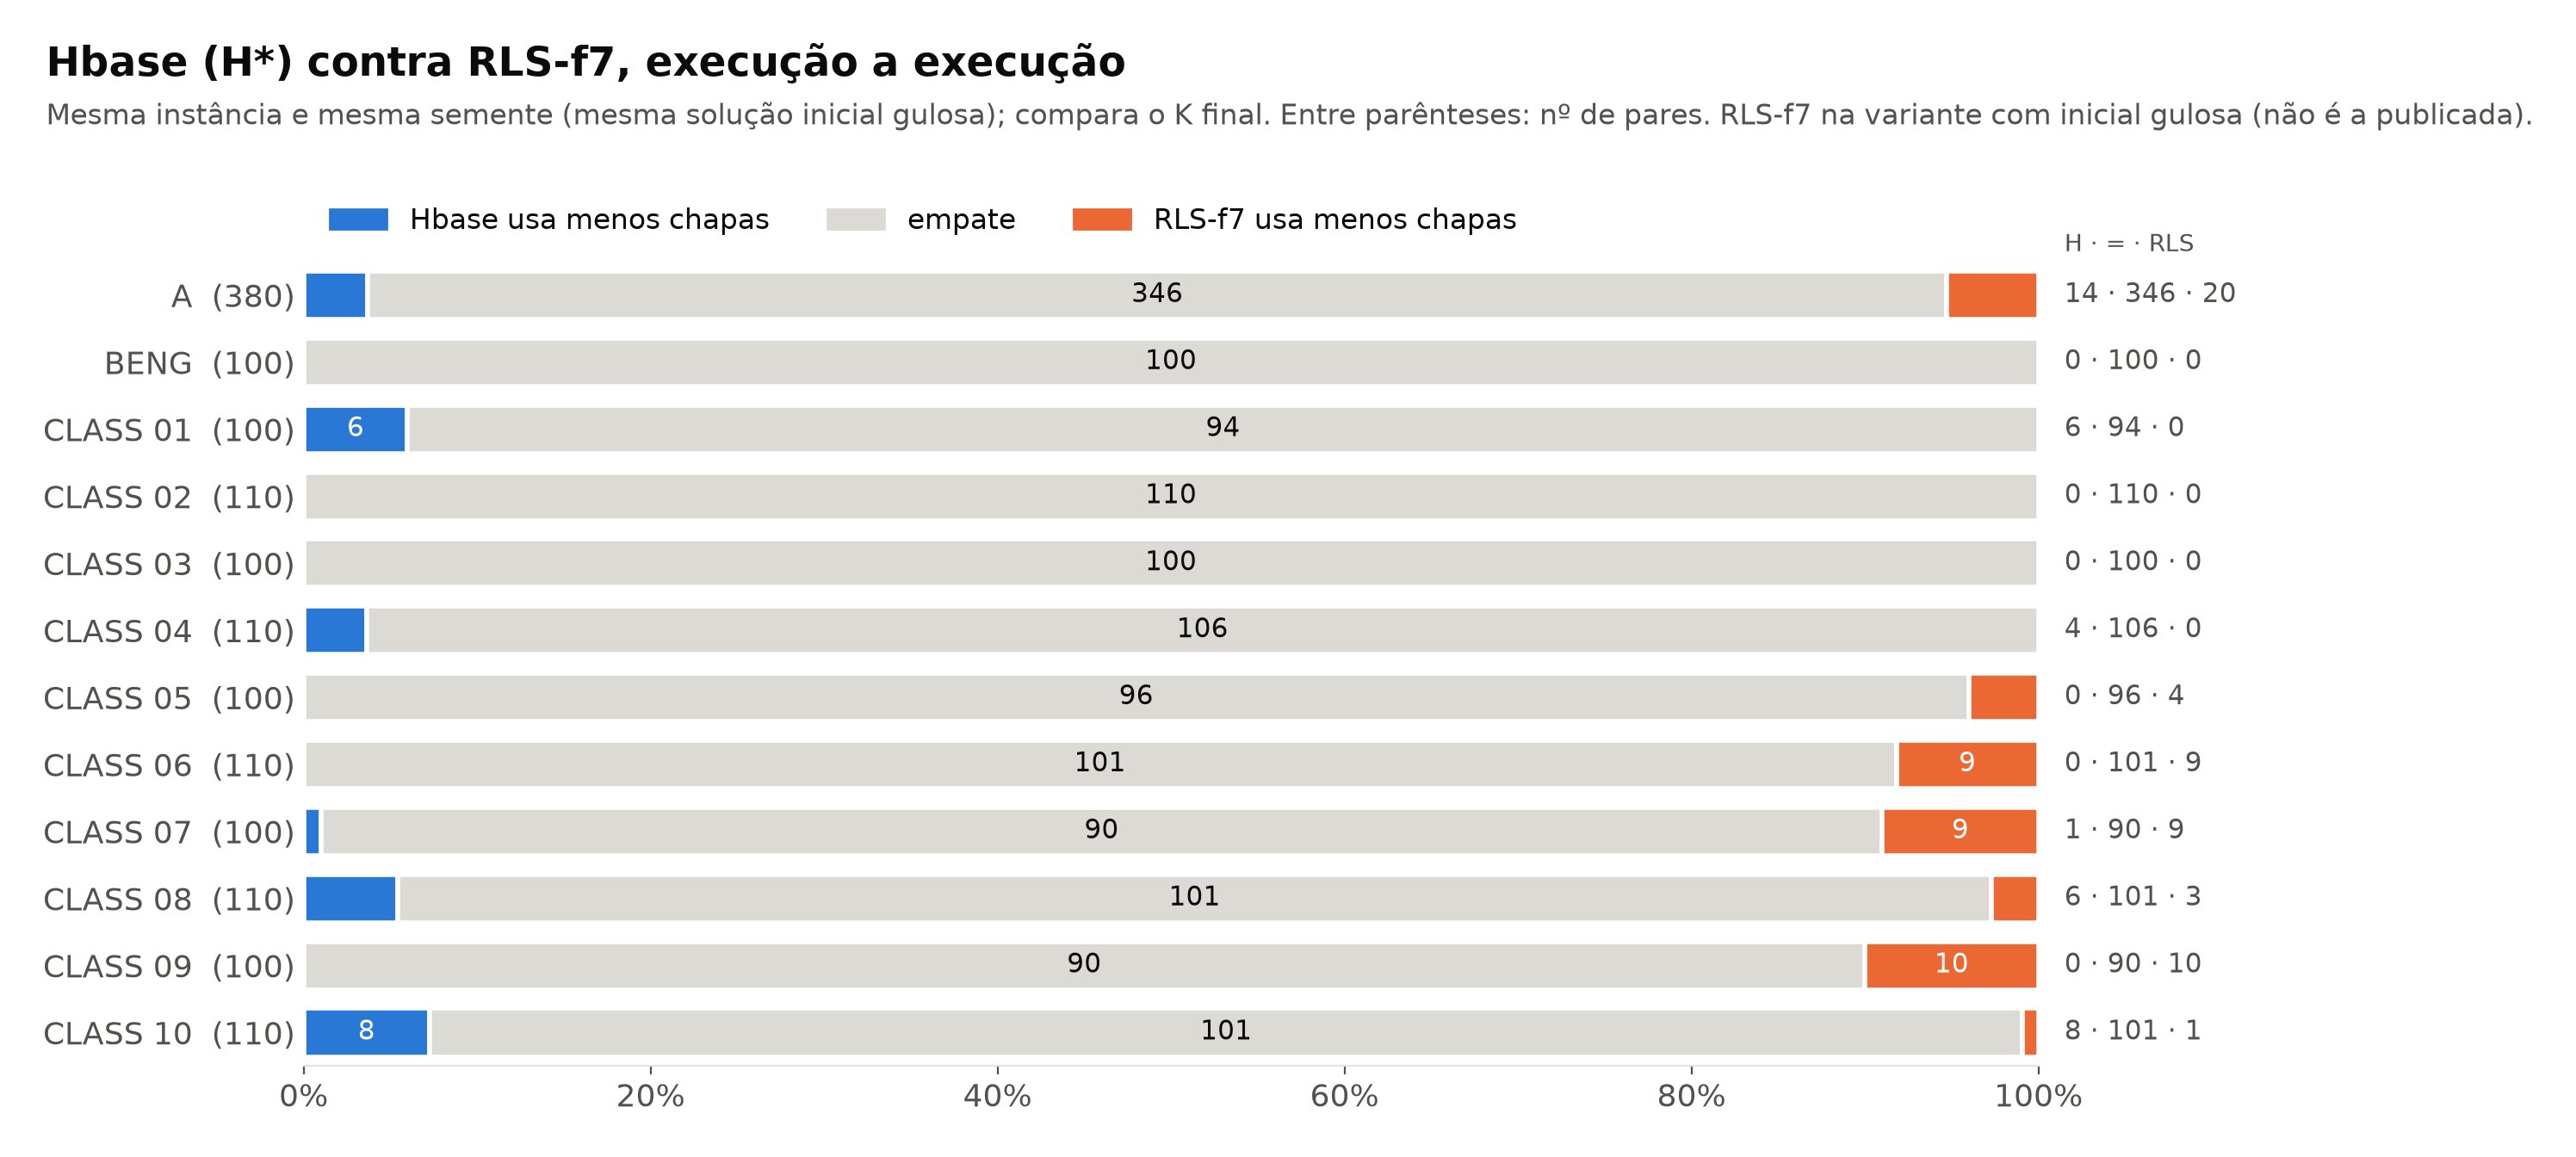 Hbase (H*) contra RLS-f7, execução a execução
Mesma instância e mesma semente (mesma solução inicial gulosa); compara o K final. Entre parênteses: nº de pares. RLS-f7 na variante com inicial gulosa (não é a publicada).
Hbase usa menos chapas empate RLS-f7 usa menos chapas
H · = · RLS
A (380) 346 14 · 346 · 20
BENG (100) 100 0 · 100 · 0
CLASS 01 (100) 6 94 6 · 94 · 0
CLASS 02 (110) 110 0 · 110 · 0
CLASS 03 (100) 100 0 · 100 · 0
CLASS 04 (110) 106 4 · 106 · 0
CLASS 05 (100) 96 0 · 96 · 4
CLASS 06 (110) 101 9 0 · 101 · 9
CLASS 07 (100) 90 9 1 · 90 · 9
CLASS 08 (110) 101 6 · 101 · 3
CLASS 09 (100) 90 10 0 · 90 · 10
CLASS 10 (110) 8 101 8 · 101 · 1
0% 20% 40% 60% 80% 100%